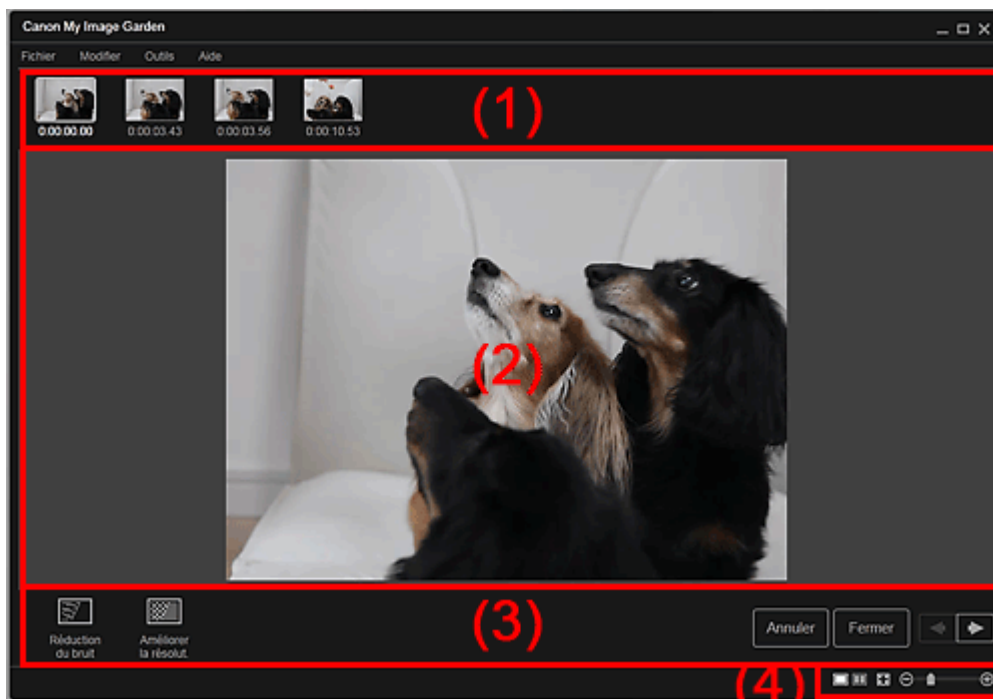 Canon My Image Garden
Fichier Modifier Outils Aide
0:00:00.00 0:00:03.43 0:00:03.56 0:00:10.53
(1)
(2)
(3)
Réduction
du bruit
Améliorer
la résolut.
Annuler Fermer
(4)